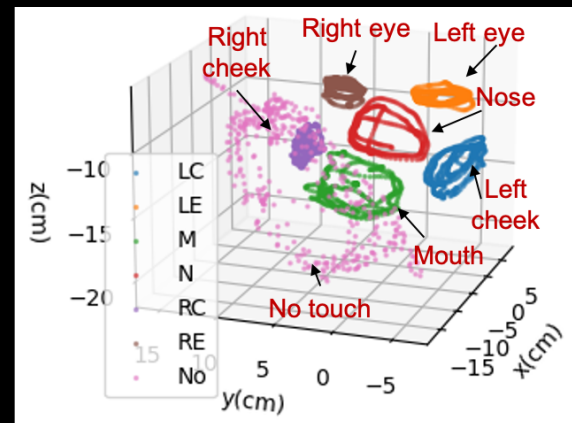 Right cheek
Right eye
Left eye
Nose
Left cheek
Mouth
No touch
LC
LE
M
N
RC
RE
No
z(cm)
−10
−15
−20
15
10
5
0
−5
y(cm)
5
0
−5
−10
−15
x(cm)